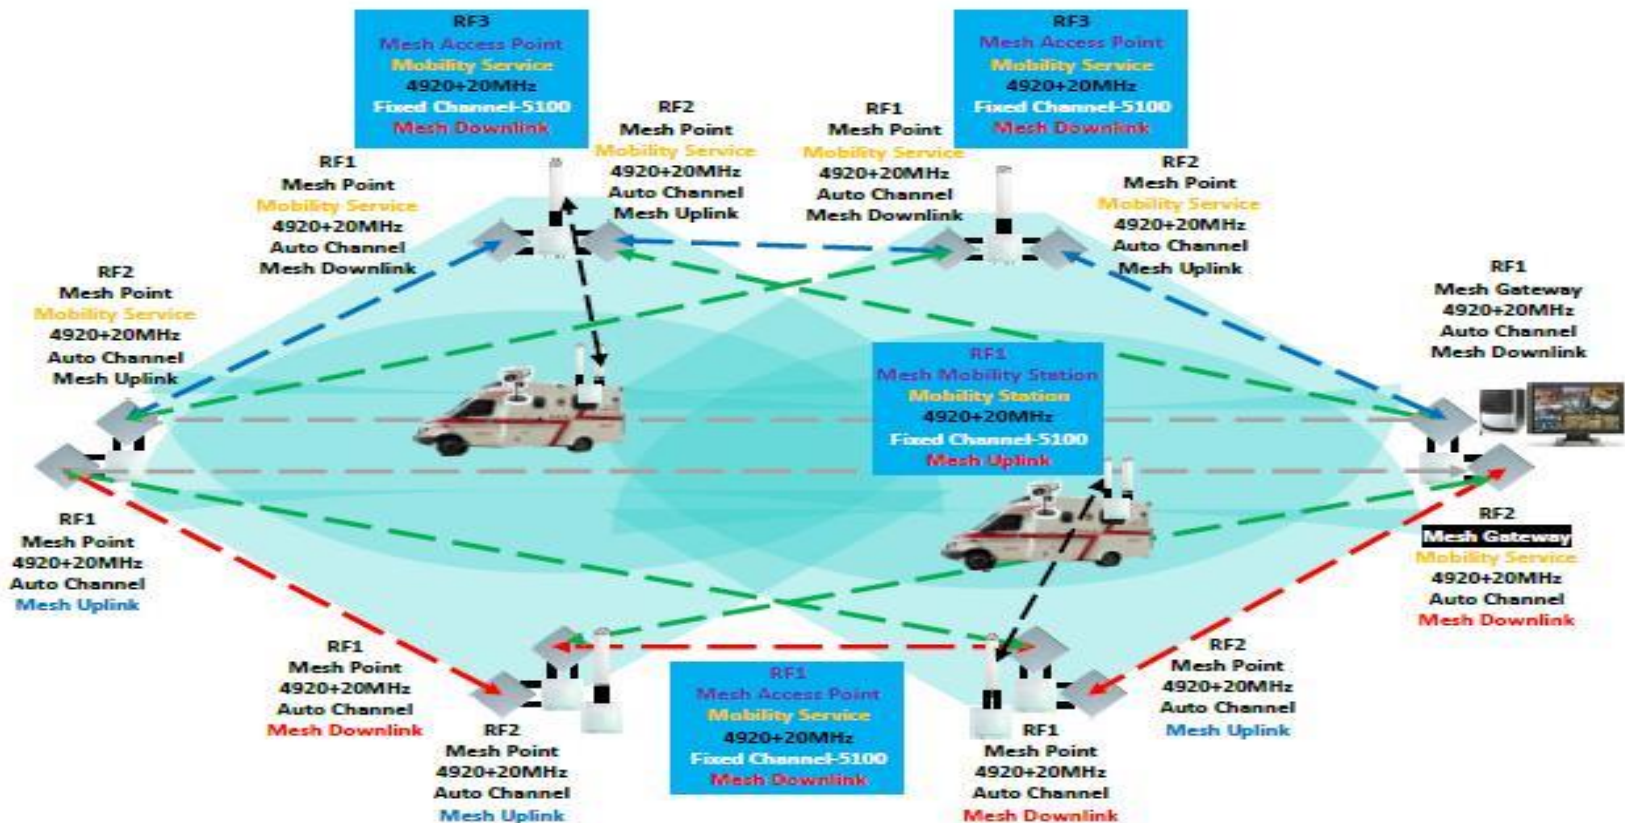 RF3
Mesh Access Point
Mobility Service
4920+20MHz
Fixed Channel-5100
Mesh Downlink
RF3
Mesh Access Point
Mobility Service
4920+20MHz
Fixed Channel-5100
Mesh Downlink
RF2
Mesh Point
Mobility Service
4920+20MHz
Auto Channel
Mesh Uplink
RF1
Mesh Point
Mobility Service
4920+20MHz
Auto Channel
Mesh Downlink
RF1
Mesh Point
Mobility Service
4920+20MHz
Auto Channel
Mesh Downlink
RF2
Mesh Point
Mobility Service
4920+20MHz
Auto Channel
Mesh Uplink
RF2
Mesh Point
Mobility Service
4920+20MHz
Auto Channel
Mesh Uplink
RF1
Mesh Gateway
4920+20MHz
Auto Channel
Mesh Downlink
RF1
Mesh Mobility Station
Mobility Station
4920+20MHz
Fixed Channel-5100
Mesh Uplink
RF1
Mesh Point
4920+20MHz
Auto Channel
Mesh Uplink
RF2
Mesh Gateway
Mobility Service
4920+20MHz
Auto Channel
Mesh Downlink
RF1
Mesh Point
4920+20MHz
Auto Channel
Mesh Downlink
RF2
Mesh Point
4920+20MHz
Auto Channel
Mesh Uplink
RF1
Mesh Access Point
Mobility Service
4920+20MHz
Fixed Channel-5100
Mesh Downlink
RF2
Mesh Point
4920+20MHz
Auto Channel
Mesh Uplink
RF1
Mesh Point
4920+20MHz
Auto Channel
Mesh Downlink